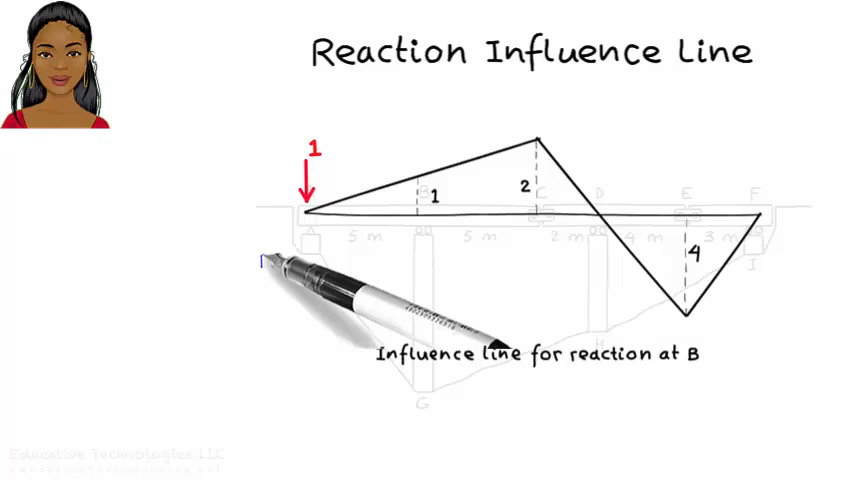 Reaction Influence Line
1
B
1
2
C
D
E
F
5 m
5 m
2 m
4 m
3 m
4
I
Influence line for reaction at B
H
G
Educative Technologies LLC